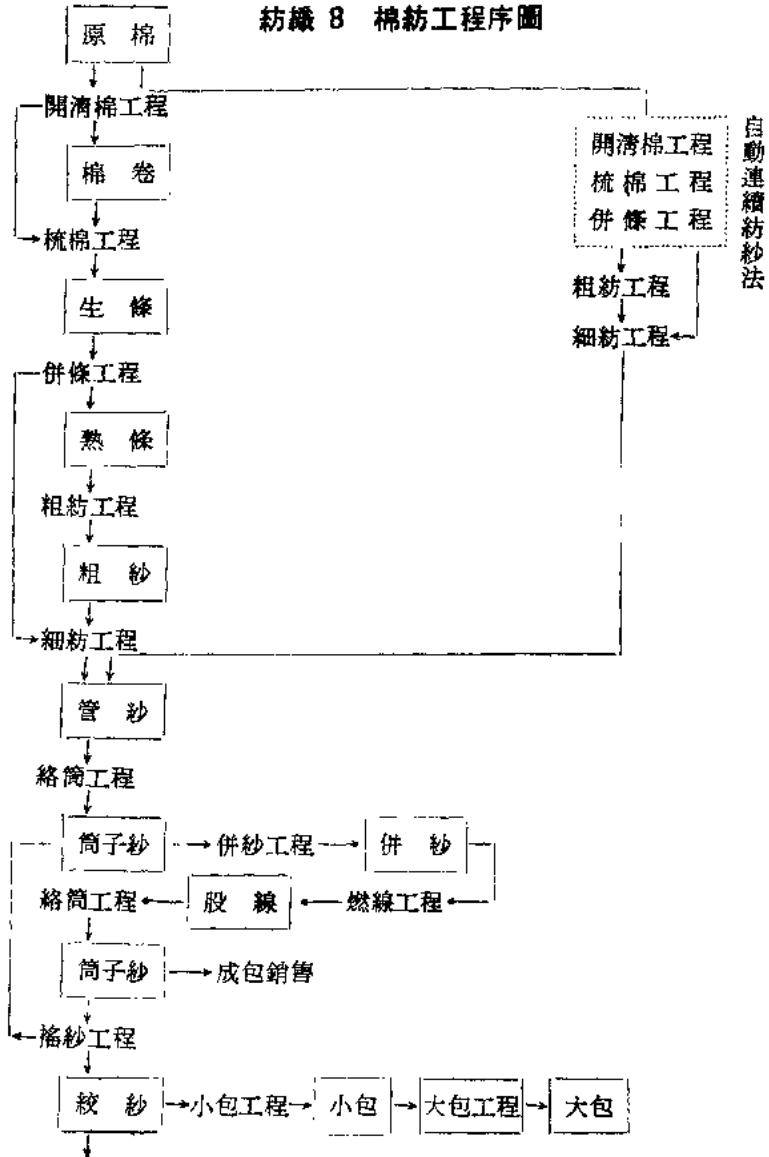 紡織 8 棉紡工程序圖
原棉
開清棉工程
棉卷
梳棉工程
生條
併條工程
熟條
粗紡工程
粗紗
細紡工程
管紗
絡筒工程
筒子紗 併紗工程 併紗
絡筒工程 股線 燃線工程
筒子紗 成包銷售
搖紗工程
絞紗 小包工程 小包 大包工程 大包
開清棉工程
梳棉工程
併條工程
粗紡工程
細紡工程
自動連續紡紗法